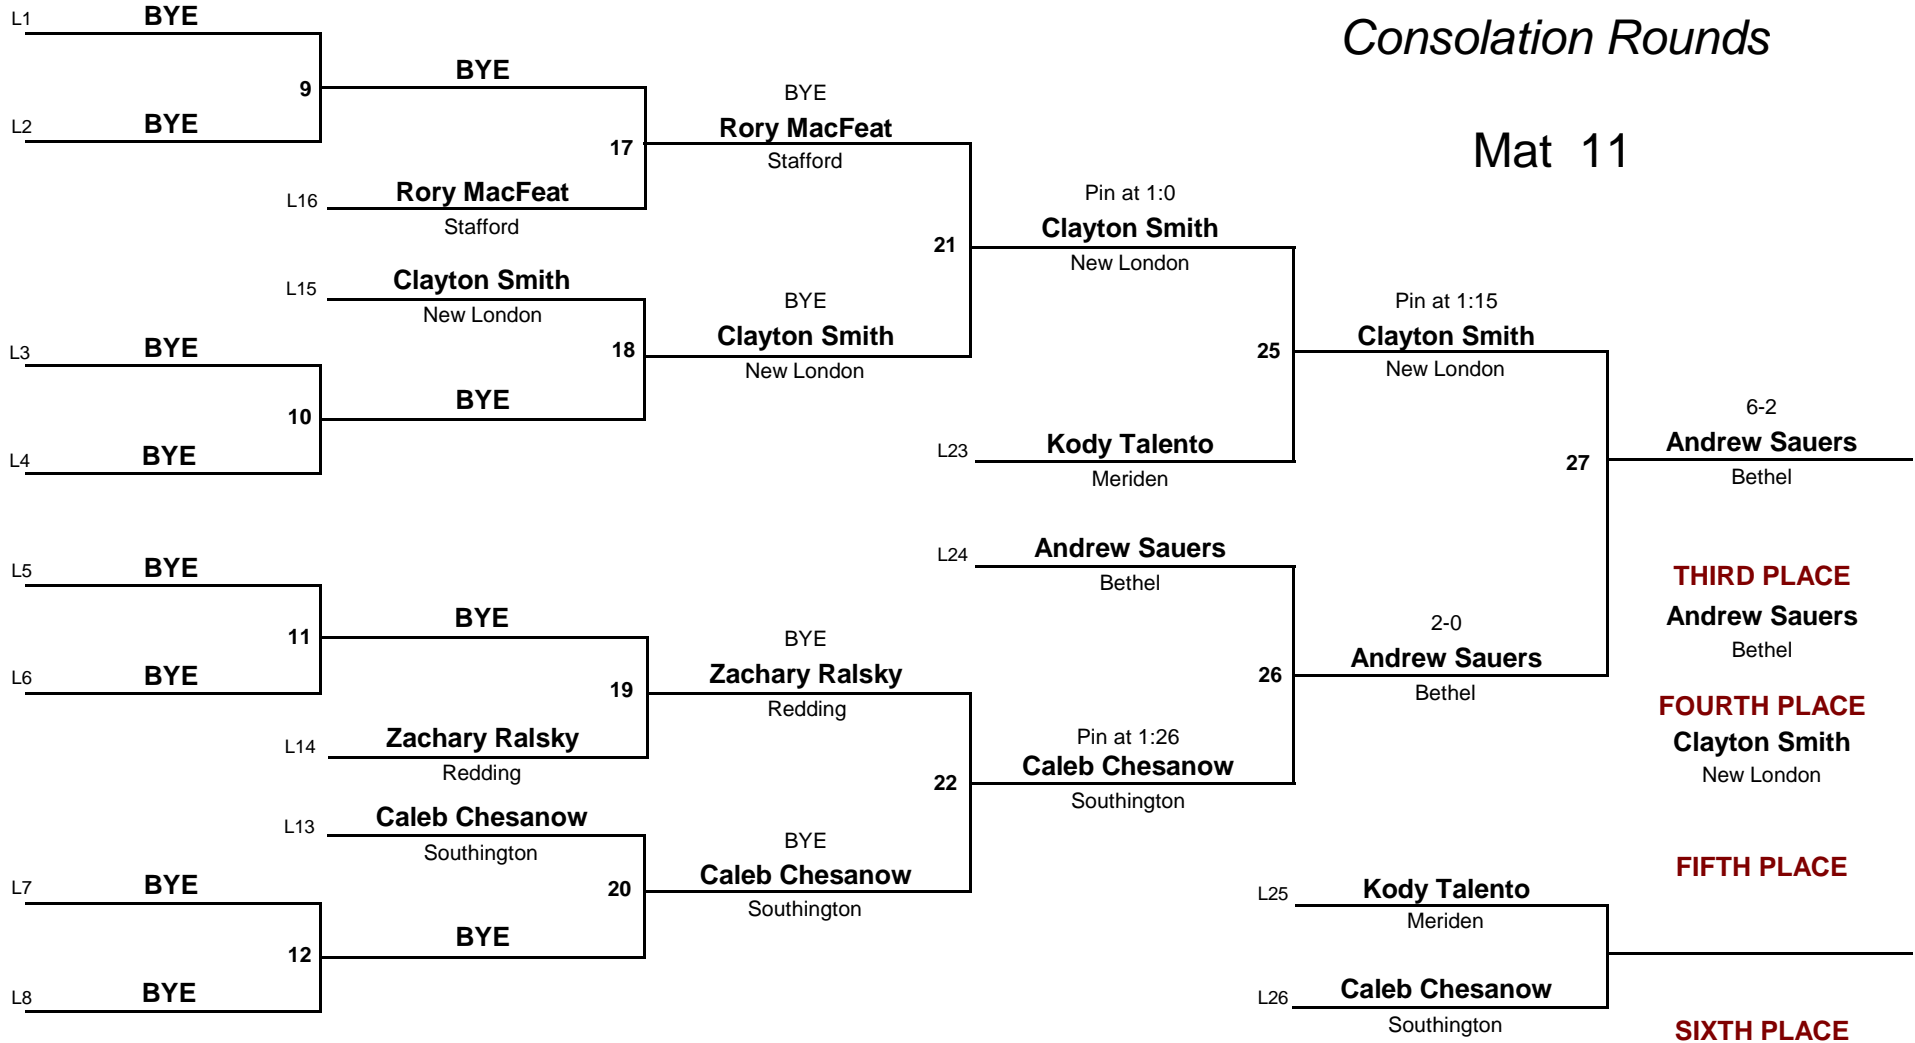 Consolation Rounds
Mat 11
L1 BYE
9
L2 BYE
BYE
17
L16 Rory MacFeat
Stafford
BYE
Rory MacFeat
Stafford
L15 Clayton Smith
New London
18
BYE
Clayton Smith
New London
L3 BYE
10
L4 BYE
BYE
21
Pin at 1:0
Clayton Smith
New London
25
L23 Kody Talento
Meriden
Pin at 1:15
Clayton Smith
New London
27
6-2
Andrew Sauers
Bethel
L5 BYE
11
L6 BYE
BYE
19
L14 Zachary Ralsky
Redding
BYE
Zachary Ralsky
Redding
L13 Caleb Chesanow
Southington
20
BYE
Caleb Chesanow
Southington
L7 BYE
12
L8 BYE
BYE
22
L24 Andrew Sauers
Bethel
26
Pin at 1:26
Caleb Chesanow
Southington
2-0
Andrew Sauers
Bethel
THIRD PLACE
Andrew Sauers
Bethel
FOURTH PLACE
Clayton Smith
New London
FIFTH PLACE
L25 Kody Talento
Meriden
L26 Caleb Chesanow
Southington
SIXTH PLACE